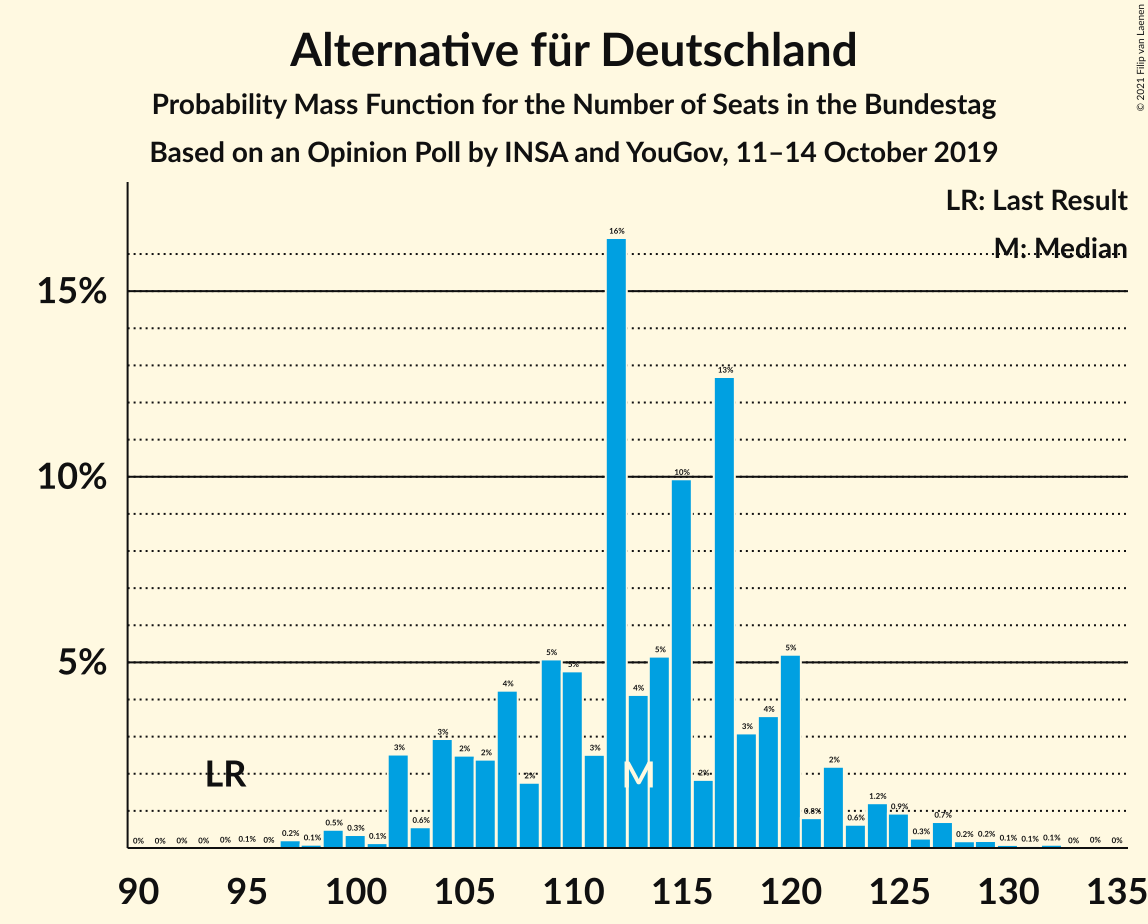 Alternative für Deutschland
Probability Mass Function for the Number of Seats in the Bundestag
Based on an Opinion Poll by INSA and YouGov, 11–14 October 2019
© 2021 Filip van Laenen
LR: Last Result
M: Median
15%
10%
5%
0% 0% 0% 0% 0% 0.1% 0% 0.2% 0.1% 0.5% 0.3% 0.1% 3% 0.6% 3% 2% 2% 4% 2% 5% 5% 3% 16% 4% 5% 10% 2% 13% 3% 4% 5% 0.8% 2% 0.6% 1.2% 0.9% 0.3% 0.7% 0.2% 0.2% 0.1% 0.1% 0.1% 0% 0% 0%
LR
M
90 95 100 105 110 115 120 125 130 135